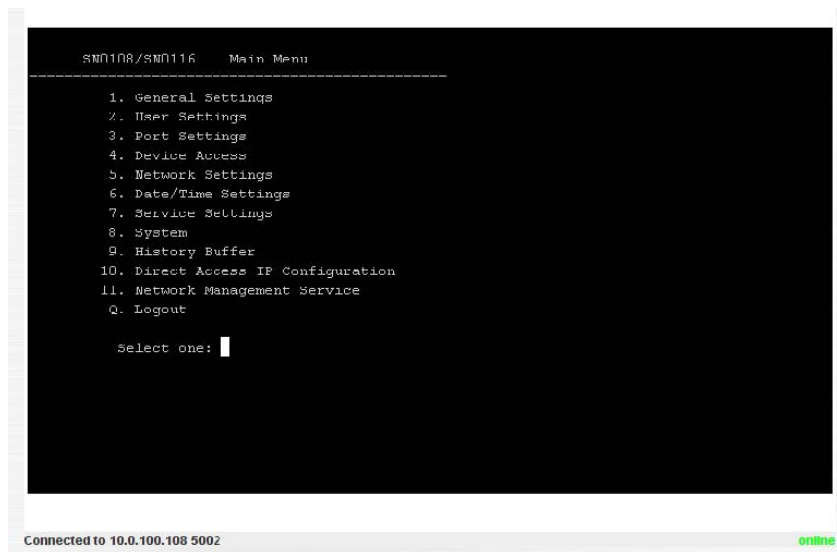 SN0108/SN0116 Main Menu
-----------------------------------------------
1. General Settings
2. User Settings
3. Port Settings
4. Device Access
5. Network Settings
6. Date/Time Settings
7. Service Settings
8. System
9. History Buffer
10. Direct Access IP Configuration
11. Network Management Service
Q. Logout
Select one:
Connected to 10.0.100.108 5002
online